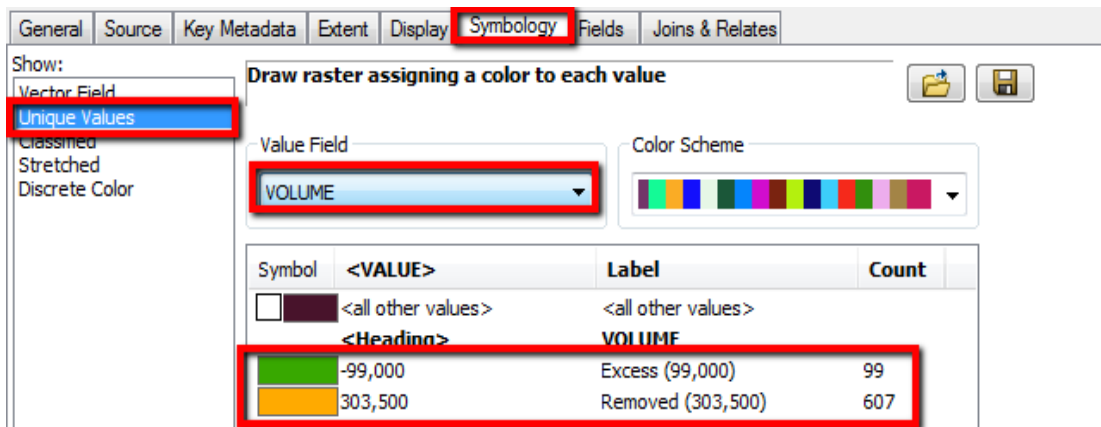 General Source Key Metadata Extent Display Symbology Fields Joins & Relates
Show:
Vector Field
Unique Values
Classified
Stretched
Discrete Color
Draw raster assigning a color to each value
Value Field
VOLUME
Color Scheme
Symbol <VALUE> Label Count
<all other values> <all other values>
<Heading> VOLUME
-99,000 Excess (99,000) 99
303,500 Removed (303,500) 607